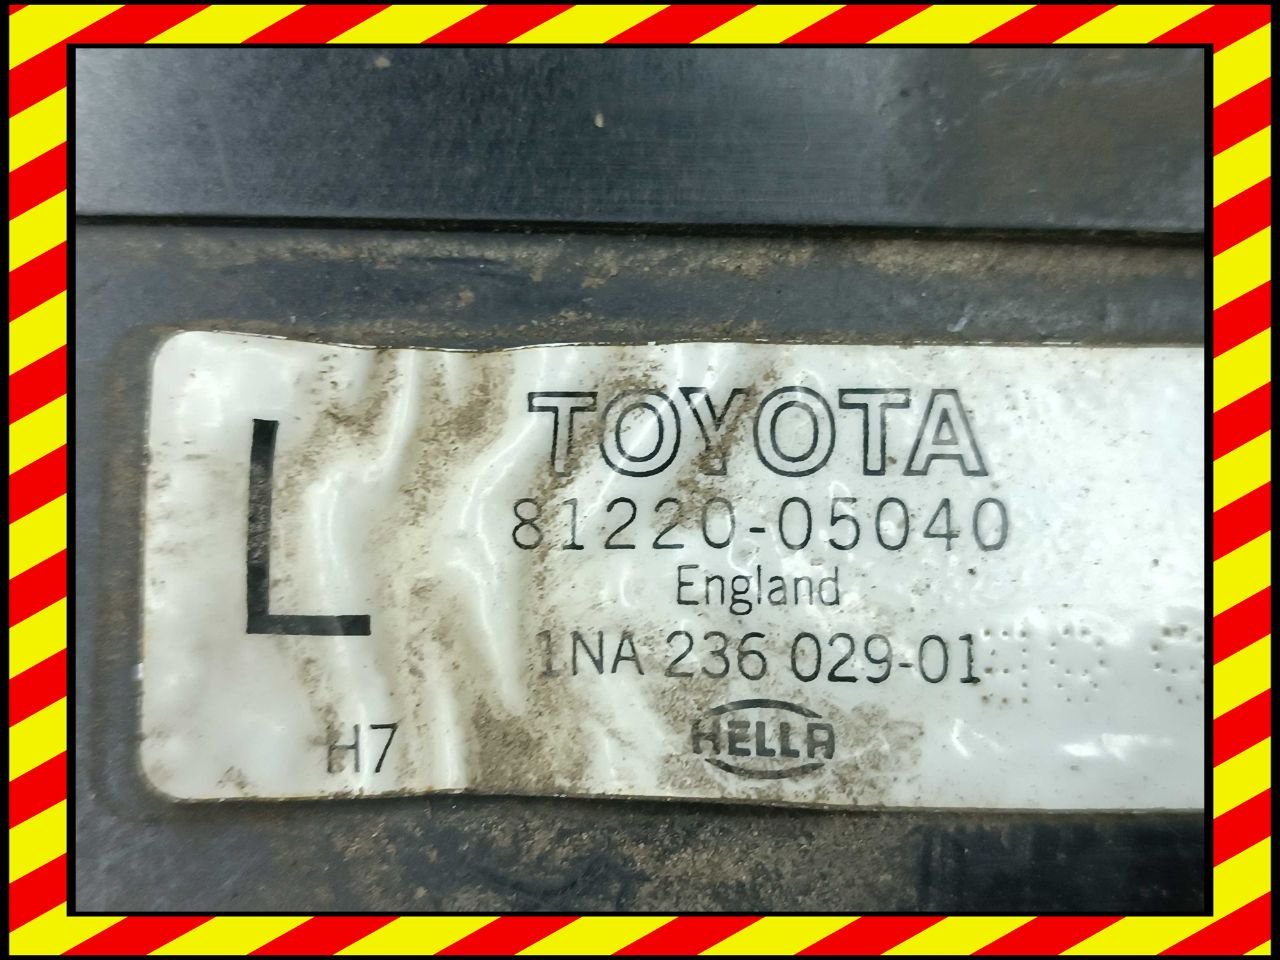 L
TOYOTA
81220-05040
England
1NA 236 029-01
HELLA
H7